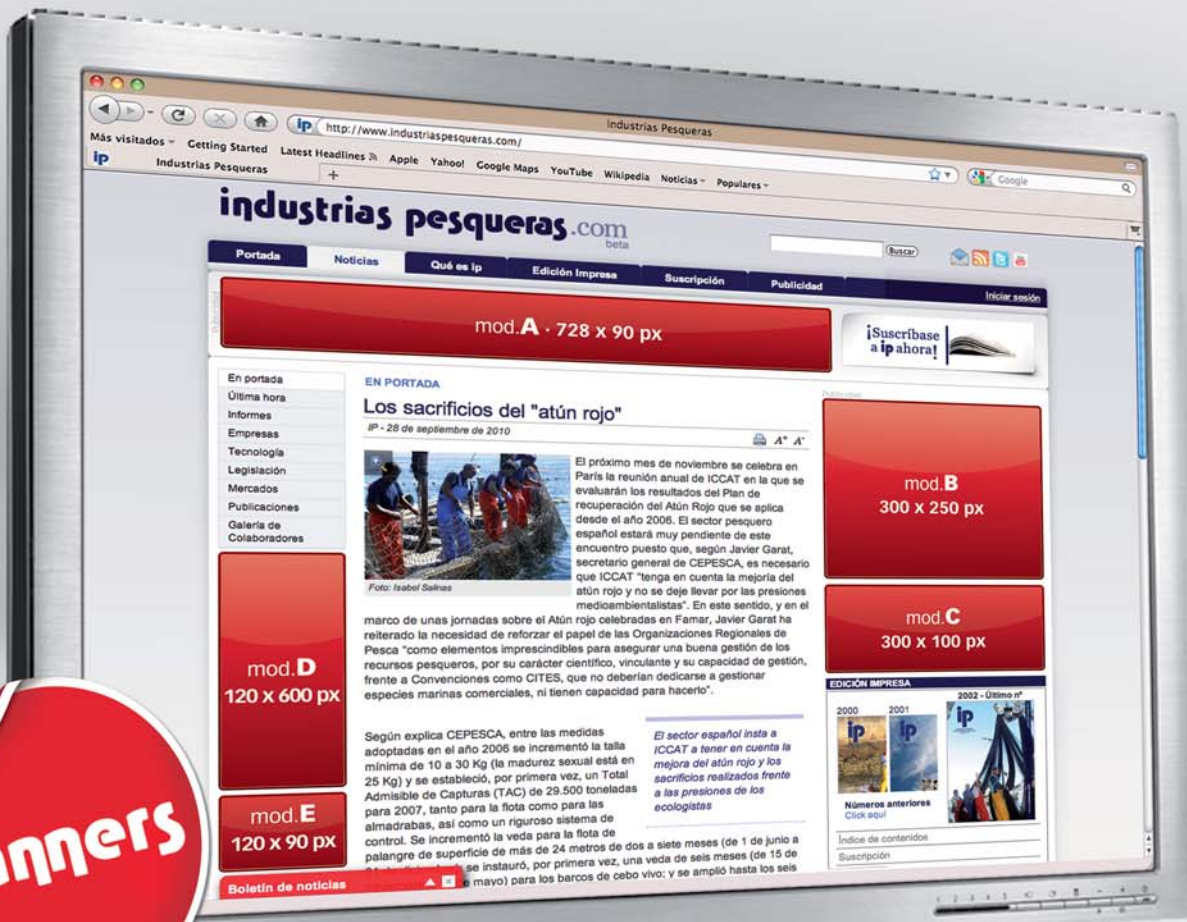 Industrias Pesqueras
ip http://www.industriaspesqueras.com/
Google
Más visitados Getting Started Latest Headlines Apple Yahoo! Google Maps YouTube Wikipedia Noticias Populares
ip Industrias Pesqueras +
industrias pesqueras.com
beta
Buscar
Portada Noticias Qué es ip Edición Impresa Suscripción Publicidad
Iniciar sesión
Publicidad
mod.A · 728 x 90 px
¡Suscríbase
a ip ahora!
En portada
Última hora
Informes
Empresas
Tecnología
Legislación
Mercados
Publicaciones
Galería de
Colaboradores
mod.D
120 x 600 px
mod.E
120 x 90 px
Boletín de noticias
EN PORTADA
Los sacrificios del "atún rojo"
IP - 28 de septiembre de 2010
A+ A-
El próximo mes de noviembre se celebra en
París la reunión anual de ICCAT en la que se
evaluarán los resultados del Plan de
recuperación del Atún Rojo que se aplica
desde el año 2006. El sector pesquero
español estará muy pendiente de este
encuentro puesto que, según Javier Garat,
secretario general de CEPESCA, es necesario
que ICCAT "tenga en cuenta la mejoría del
atún rojo y no se deje llevar por las presiones
medioambientalistas". En este sentido, y en el
Foto: Isabel Salinas
marco de unas jornadas sobre el Atún rojo celebradas en Famar, Javier Garat ha
reiterado la necesidad de reforzar el papel de las Organizaciones Regionales de
Pesca "como elementos imprescindibles para asegurar una buena gestión de los
recursos pesqueros, por su carácter científico, vinculante y su capacidad de gestión,
frente a Convenciones como CITES, que no deberían dedicarse a gestionar
especies marinas comerciales, ni tienen capacidad para hacerlo".
Según explica CEPESCA, entre las medidas
adoptadas en el año 2006 se incrementó la talla
mínima de 10 a 30 Kg (la madurez sexual está en
25 Kg) y se estableció, por primera vez, un Total
Admisible de Capturas (TAC) de 29.500 toneladas
para 2007, tanto para la flota como para las
almadrabas, así como un riguroso sistema de
control. Se incrementó la veda para la flota de
palangre de superficie de más de 24 metros de dos a siete meses (de 1 de junio a
se instauró, por primera vez, una veda de seis meses (de 15 de
mayo) para los barcos de cebo vivo; y se amplió hasta los seis
El sector español insta a
ICCAT a tener en cuenta la
mejora del atún rojo y los
sacrificios realizados frente
a las presiones de los
ecologistas
Publicidad
mod.B
300 x 250 px
mod.C
300 x 100 px
EDICIÓN IMPRESA
2000 2001 2002 - Último nº
ip ip ip
Números anteriores
Click aquí
Índice de contenidos
Suscripción